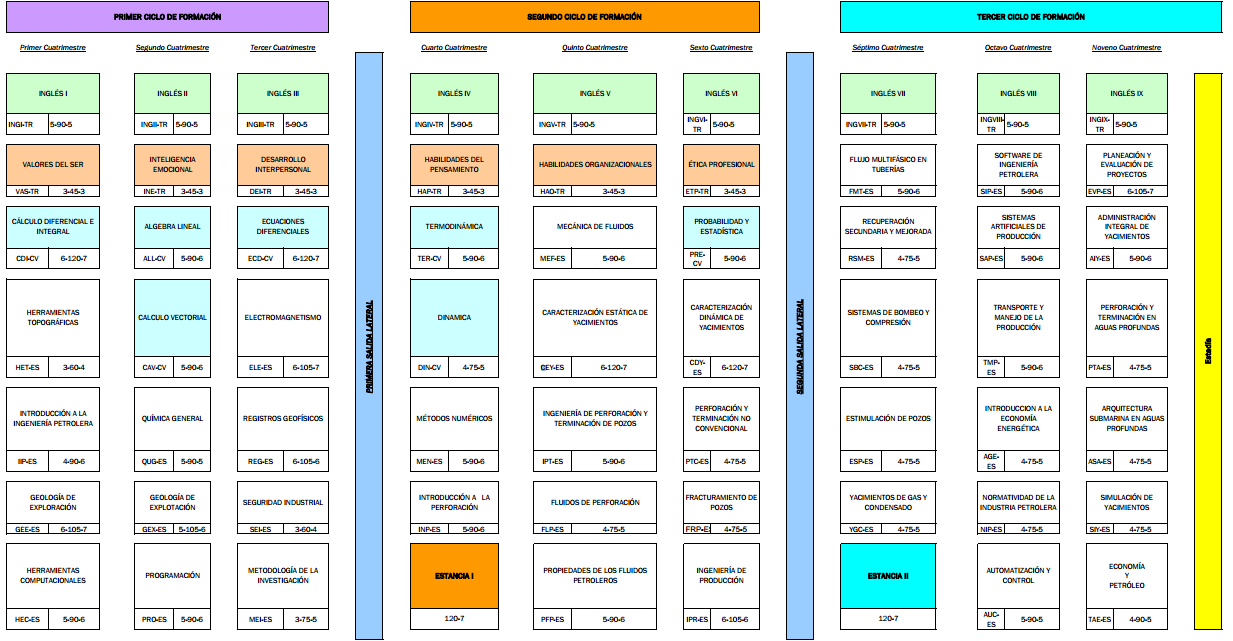 PRIMER CICLO DE FORMACIÓN
SEGUNDO CICLO DE FORMACIÓN
TERCER CICLO DE FORMACIÓN
Primer Cuatrimestre
Segundo Cuatrimestre
Tercer Cuatrimestre
Cuarto Cuatrimestre
Quinto Cuatrimestre
Sexto Cuatrimestre
Séptimo Cuatrimestre
Octavo Cuatrimestre
Noveno Cuatrimestre
INGLÉS I
INGLÉS II
INGLÉS III
INGLÉS IV
INGLÉS V
INGLÉS VI
INGLÉS VII
INGLÉS VIII
INGLÉS IX
INGI-TR 5-90-5
INGII-TR 5-90-5
INGIII-TR 5-90-5
INGIV-TR 5-90-5
INGV-TR 5-90-5
INGVI-
TR 5-90-5
INGVII-TR 5-90-5
INGVIII-
TR 5-90-5
INGIX-
TR 5-90-5
VALORES DEL SER
INTELIGENCIA
EMOCIONAL
DESARROLLO
INTERPERSONAL
HABILIDADES DEL
PENSAMIENTO
HABILIDADES ORGANIZACIONALES
ÉTICA PROFESIONAL
FLUJO MULTIFÁSICO EN
TUBERÍAS
SOFTWARE DE
INGENIERÍA
PETROLERA
PLANEACIÓN Y
EVALUACIÓN DE
PROYECTOS
VAS-TR 3-45-3
INE-TR 3-45-3
DEI-TR 3-45-3
HAP-TR 3-45-3
HAO-TR 3-45-3
ETP-TR 3-45-3
FMT-ES 5-90-6
SIP-ES 5-90-6
EVP-ES 6-105-7
CÁLCULO DIFERENCIAL E
INTEGRAL
ALGEBRA LINEAL
ECUACIONES
DIFERENCIALES
TERMODINÁMICA
MECÁNICA DE FLUIDOS
PROBABILIDAD Y
ESTADÍSTICA
RECUPERACIÓN
SECUNDARIA Y MEJORADA
SISTEMAS
ARTIFICIALES DE
PRODUCCIÓN
ADMINISTRACIÓN
INTEGRAL DE
YACIMIENTOS
CDI-CV 6-120-7
ALL-CV 5-90-6
ECD-CV 6-120-7
TER-CV 5-90-6
MEF-ES 5-90-6
PRE-
CV 5-90-6
RSM-ES 4-75-5
SAP-ES 5-90-6
AIY-ES 5-90-6
HERRAMIENTAS
TOPOGRÁFICAS
CALCULO VECTORIAL
ELECTROMAGNETISMO
DINAMICA
CARACTERIZACIÓN ESTÁTICA DE
YACIMIENTOS
CARACTERIZACIÓN
DINÁMICA DE
YACIMIENTOS
SISTEMAS DE BOMBEO Y
COMPRESIÓN
TRANSPORTE Y
MANEJO DE LA
PRODUCCIÓN
PERFORACIÓN Y
TERMINACIÓN EN
AGUAS PROFUNDAS
HET-ES 3-60-4
CAV-CV 5-90-6
ELE-ES 6-105-7
DIN-CV 4-75-5
CEY-ES 6-120-7
CDY-
ES 6-120-7
SBC-ES 4-75-5
TMP-
ES 5-90-6
PTA-ES 4-75-5
INTRODUCCIÓN A LA
INGENIERÍA PETROLERA
QUÍMICA GENERAL
REGISTROS GEOFÍSICOS
MÉTODOS NUMÉRICOS
INGENIERÍA DE PERFORACIÓN Y
TERMINACIÓN DE POZOS
PERFORACIÓN Y
TERMINACIÓN NO
CONVENCIONAL
ESTIMULACIÓN DE POZOS
INTRODUCCION A LA
ECONOMÍA
ENERGÉTICA
ARQUITECTURA
SUBMARINA EN AGUAS
PROFUNDAS
IIP-ES 4-90-6
QUG-ES 5-90-5
REG-ES 6-105-6
MEN-ES 5-90-6
IPT-ES 5-90-6
PTC-ES 4-75-5
ESP-ES 4-75-5
AGE-
ES 4-75-5
ASA-ES 4-75-5
GEOLOGÍA DE
EXPLORACIÓN
GEOLOGÍA DE
EXPLOTACIÓN
SEGURIDAD INDUSTRIAL
INTRODUCCIÓN A LA
PERFORACIÓN
FLUIDOS DE PERFORACIÓN
FRACTURAMIENTO DE
POZOS
YACIMIENTOS DE GAS Y
CONDENSADO
NORMATIVIDAD DE LA
INDUSTRIA PETROLERA
SIMULACIÓN DE
YACIMIENTOS
GEE-ES 6-105-7
GEX-ES 5-105-6
SEI-ES 3-60-4
INP-ES 5-90-6
FLP-ES 4-75-5
FRP-E 4-75-5
YGC-ES 4-75-5
NIP-ES 4-75-5
SIY-ES 4-90-5
HERRAMIENTAS
COMPUTACIONALES
PROGRAMACIÓN
METODOLOGÍA DE LA
INVESTIGACIÓN
ESTANCIA I
PROPIEDADES DE LOS FLUIDOS
PETROLEROS
INGENIERÍA DE
PRODUCCIÓN
ESTANCIA II
AUTOMATIZACIÓN Y
CONTROL
ECONOMÍA
Y
PETRÓLEO
HEC-ES 5-90-6
PRO-ES 5-90-6
MEI-ES 3-75-5
120-7
PFP-ES 5-90-6
IPR-ES 6-105-6
120-7
AUC-
ES 5-90-5
TAE-ES 4-90-5
PRIMERA SALIDA LATERAL
SEGUNDA SALIDA LATERAL
Estadía